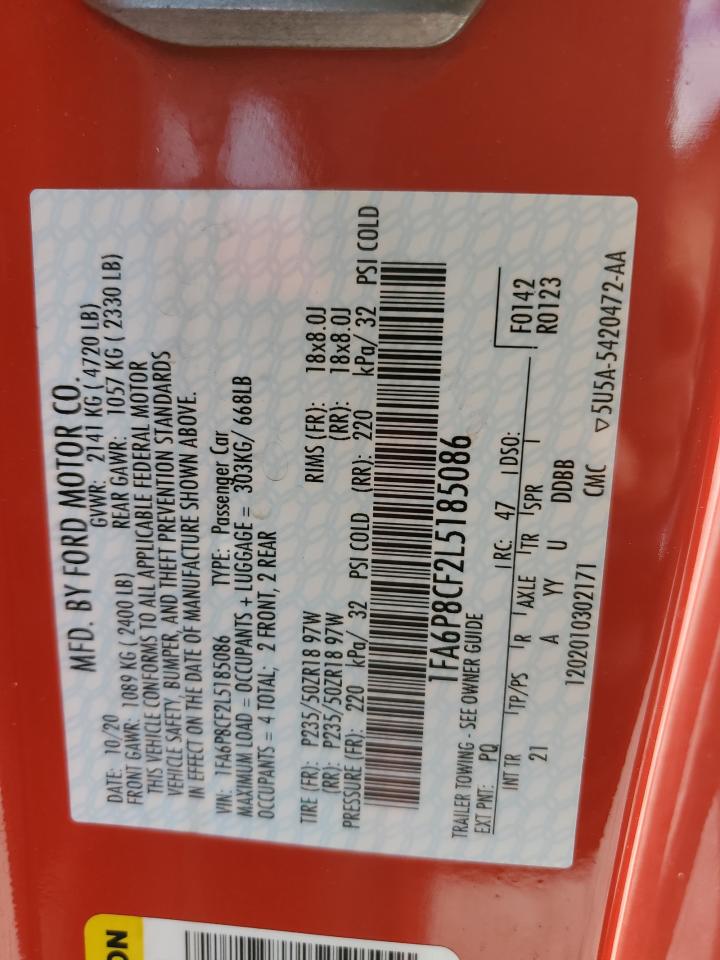 MFD. BY FORD MOTOR CO.
DATE: 10/20 GVWR: 2141 KG ( 4720 LB)
FRONT GAWR: 1089 KG ( 2400 LB) REAR GAWR: 1057 KG ( 2330 LB)
THIS VEHICLE CONFORMS TO ALL APPLICABLE FEDERAL MOTOR
VEHICLE SAFETY, BUMPER, AND THEFT PREVENTION STANDARDS
IN EFFECT ON THE DATE OF MANUFACTURE SHOWN ABOVE.
VIN: 1FA6P8CF2L5185086 TYPE: Passenger Car
MAXIMUM LOAD = OCCUPANTS + LUGGAGE = 303KG/ 668LB
OCCUPANTS = 4 TOTAL; 2 FRONT, 2 REAR
TIRE (FR): P235/50ZR18 97W RIMS (FR): 18x8.0J
(RR): P235/50ZR18 97W (RR): 18x8.0J
PRESSURE (FR): 220 kPa/ 32 PSI COLD (RR): 220 kPa/ 32 PSI COLD
1FA6P8CF2L5185086
TRAILER TOWING - SEE OWNER GUIDE
EXT PNT: PQ RC: 47 DSO: F0142
R0123
INT TR TP/PS R AXLE TR SPR
21 A YY U DDBB
1202010302171 CMC ▽5U5A-5420472-AA
ON